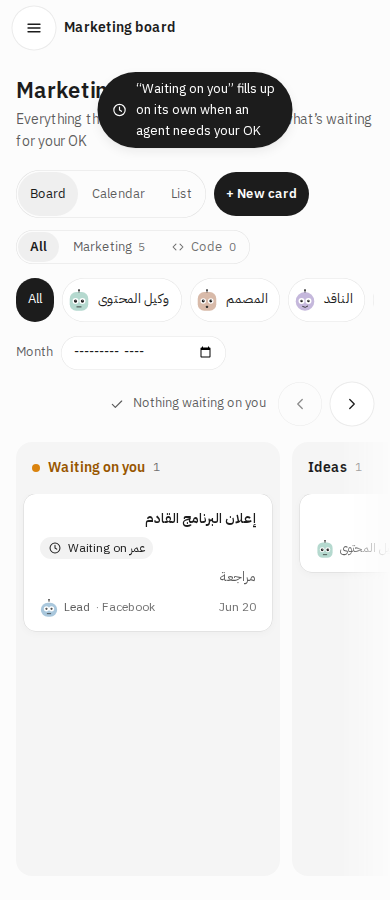 Marketing board
“Waiting on you” fills up
on its own when an
agent needs your OK
Everything
what's waiting
for your OK
Board Calendar List + New card
All Marketing 5 Code 0
All وكيل المحتوى المصمم الناقد
Month --------- ----
Nothing waiting on you
Waiting on you 1
إعلان البرنامج القادم
Waiting on عمر
مراجعة
Lead · Facebook Jun 20
Ideas 1
المحتوى